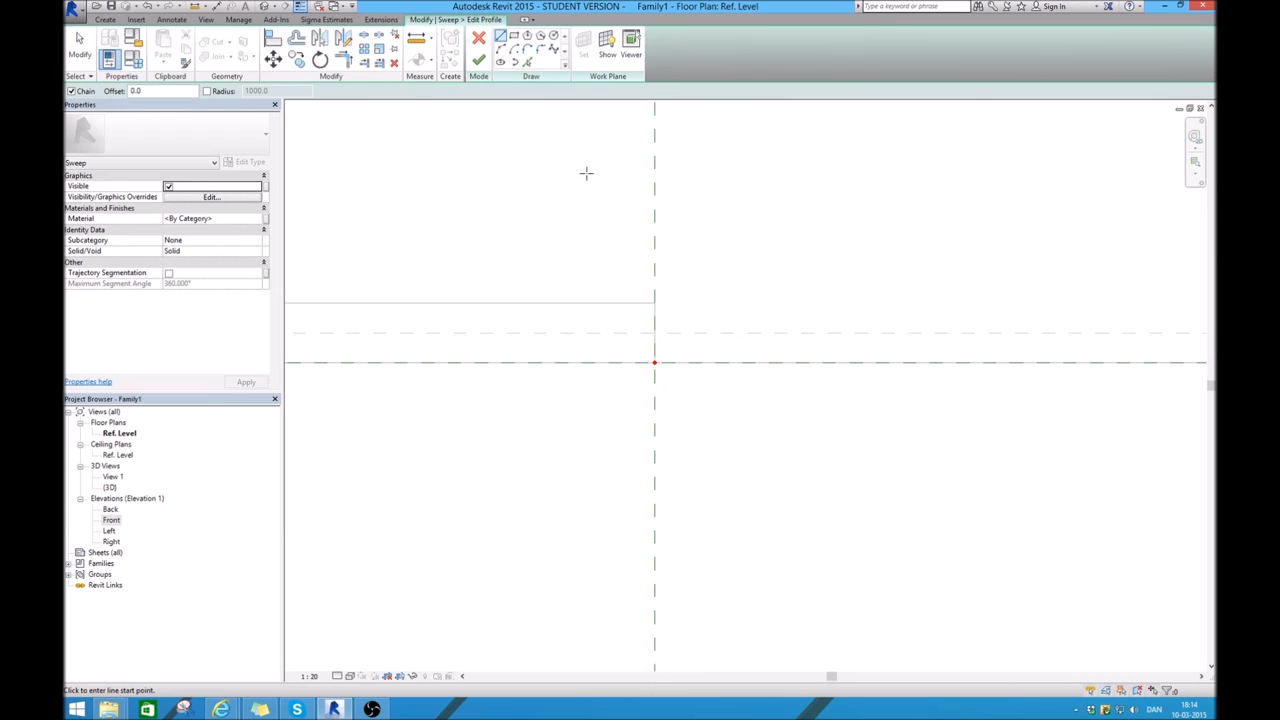 Autodesk Revit 2015 - STUDENT VERSION - Family1 - Floor Plan: Ref. Level
Type a keyword or phrase
Sign In
Create Insert Annotate View Manage Add-Ins Sigma Estimates Extensions Modify | Sweep > Edit Profile
Modify
Paste
Cut
Join
Set Show Viewer
Select Properties Clipboard Geometry Modify Measure Create Mode Draw Work Plane
Chain Offset: 0.0 Radius: 1000.0
Properties
Sweep Edit Type
Graphics
Visible
Visibility/Graphics Overrides Edit...
Materials and Finishes
Material <By Category>
Identity Data
Subcategory None
Solid/Void Solid
Other
Trajectory Segmentation
Maximum Segment Angle 360.000°
Properties help Apply
Project Browser - Family1
Views (all)
Floor Plans
Ref. Level
Ceiling Plans
Ref. Level
3D Views
View 1
{3D}
Elevations (Elevation 1)
Back
Front
Left
Right
Sheets (all)
Families
Groups
Revit Links
1 : 20
Click to enter line start point.
:0
DAN
18:14
10-03-2015